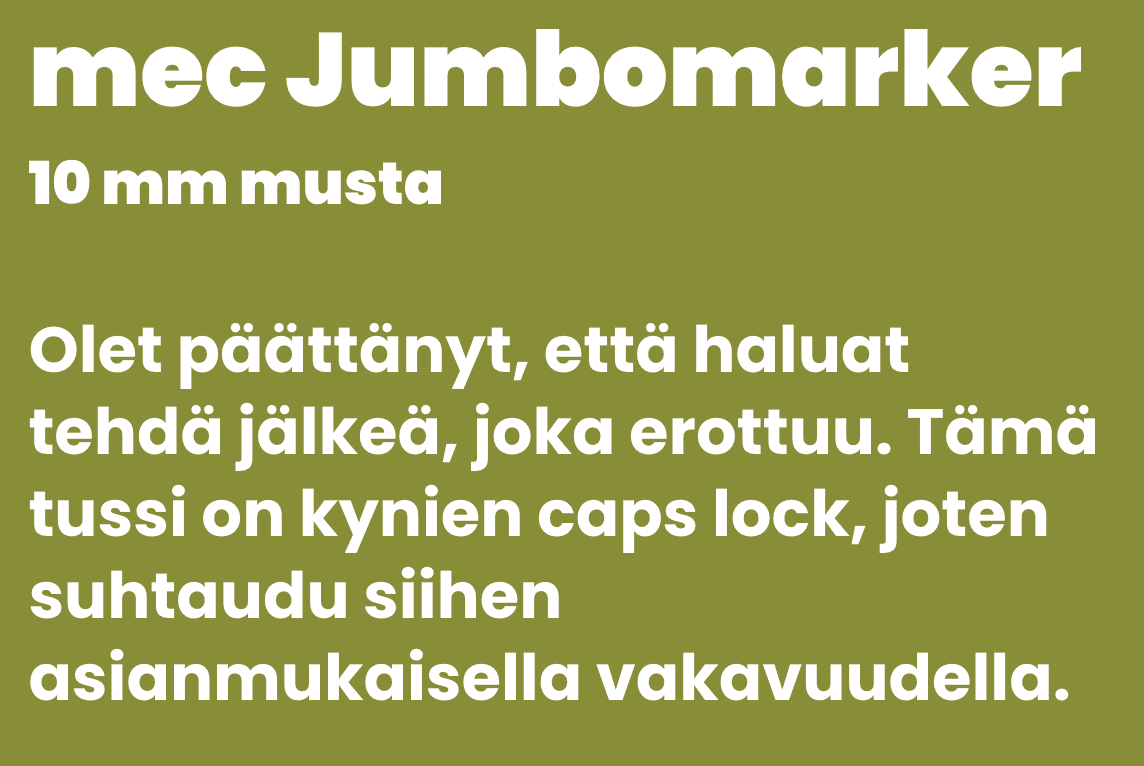 mec Jumbomarker
10 mm musta
Olet päättänyt, että haluat
tehdä jälkeä, joka erottuu. Tämä
tussi on kynien caps lock, joten
suhtaudu siihen
asianmukaisella vakavuudella.